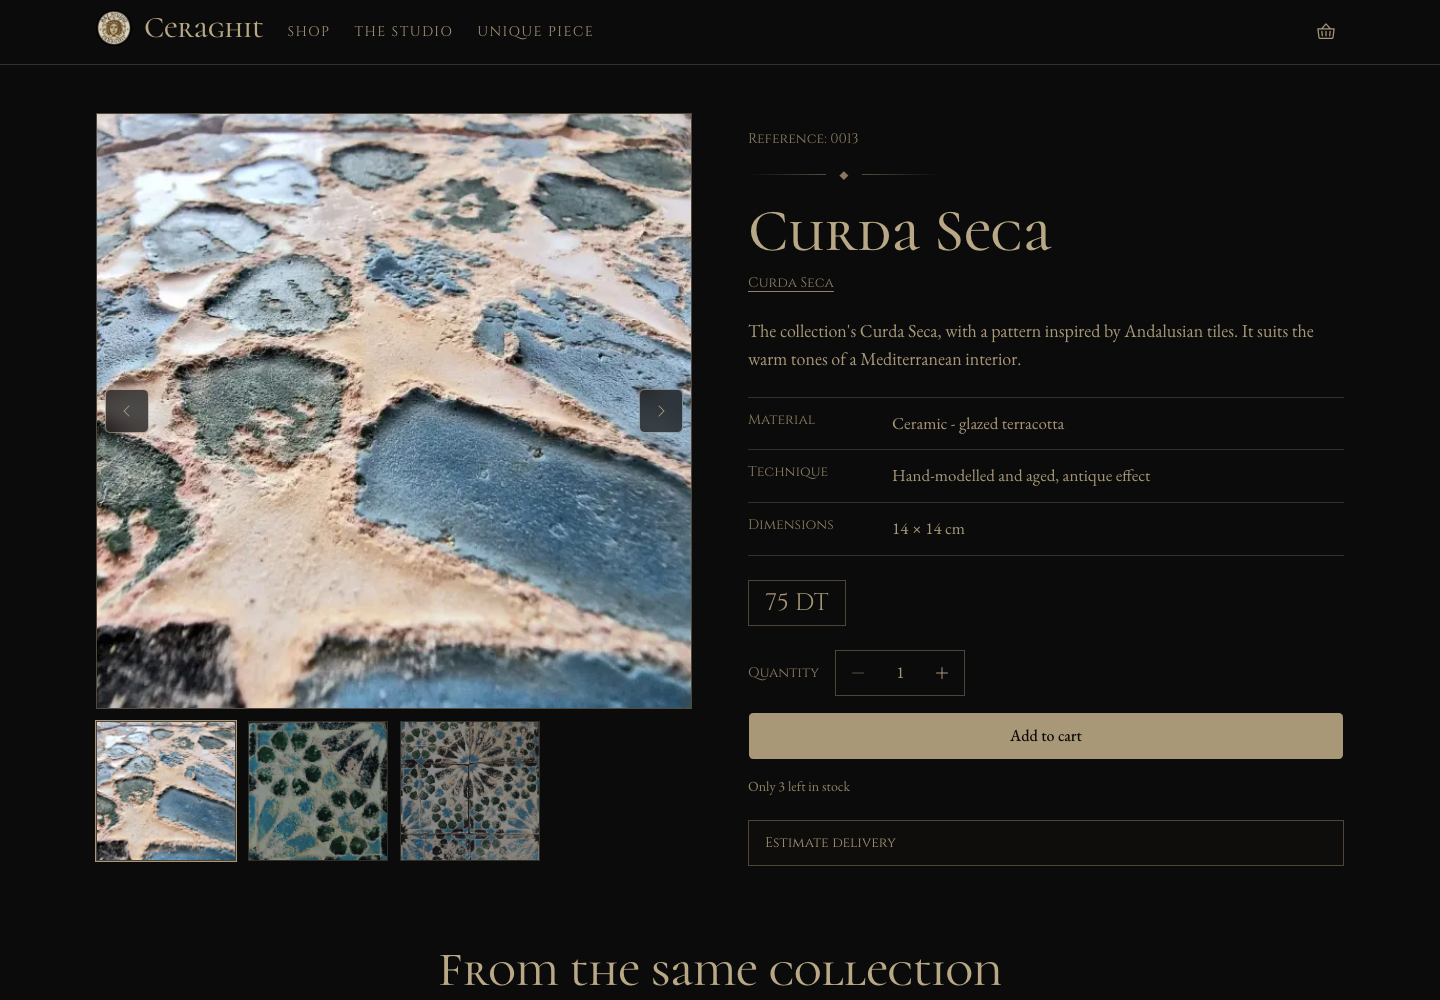 Ceraghit
SHOP
THE STUDIO
UNIQUE PIECE
Reference: 0013
Curda Seca
Curda Seca
The collection's Curda Seca, with a pattern inspired by Andalusian tiles. It suits the
warm tones of a Mediterranean interior.
Material
Ceramic - glazed terracotta
Technique
Hand-modelled and aged, antique effect
Dimensions
14 × 14 cm
75 DT
Quantity
1
Add to cart
Only 3 left in stock
Estimate delivery
From the same collection